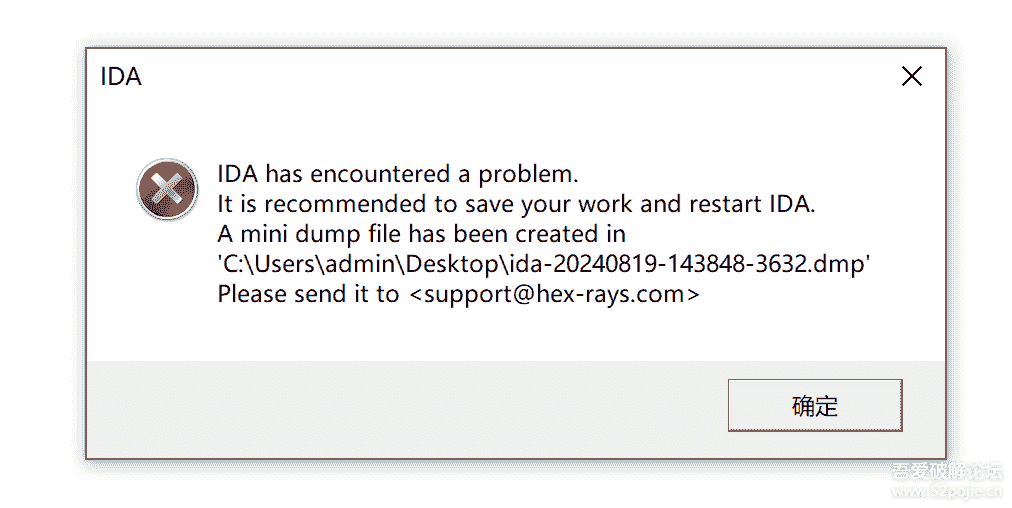 IDA
IDA has encountered a problem.
It is recommended to save your work and restart IDA.
A mini dump file has been created in
'C:\Users\admin\Desktop\ida-20240819-143848-3632.dmp'
Please send it to <support@hex-rays.com>
确定
吾爱破解论坛
www.52pojie.cn